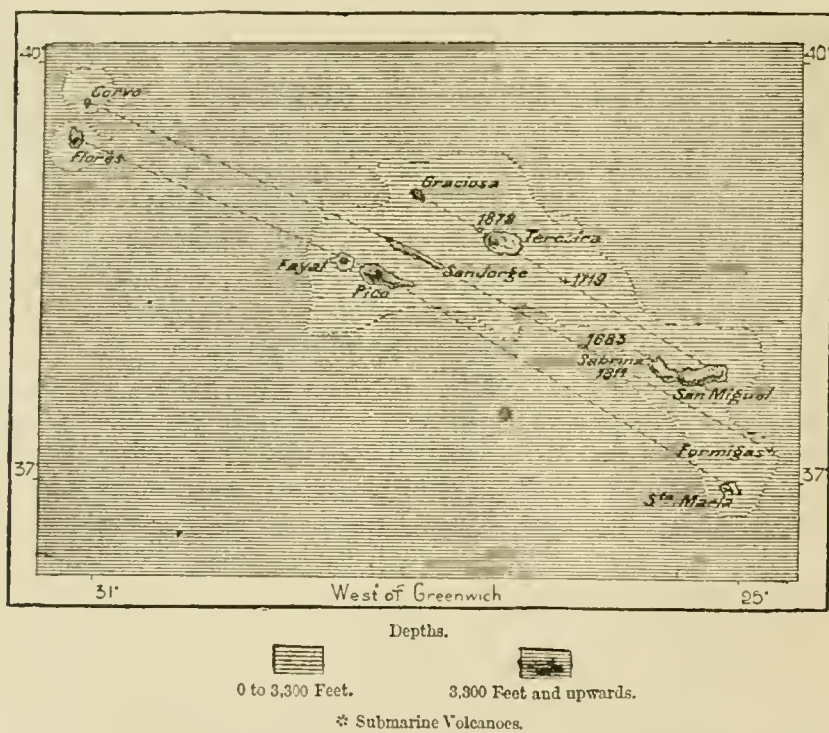 40° 40°
Corvo
Flores
Graciosa
1878
Terceira
Fayal
Sandorge
1719
Pico
1683
Sabrina
1811
San Miguel
Formigas
37° 37°
Sta. Maria
31° West of Greenwich 25°
Depths.
0 to 3,300 Feet. 3,300 Feet and upwards.
* Submarine Volcanoes.